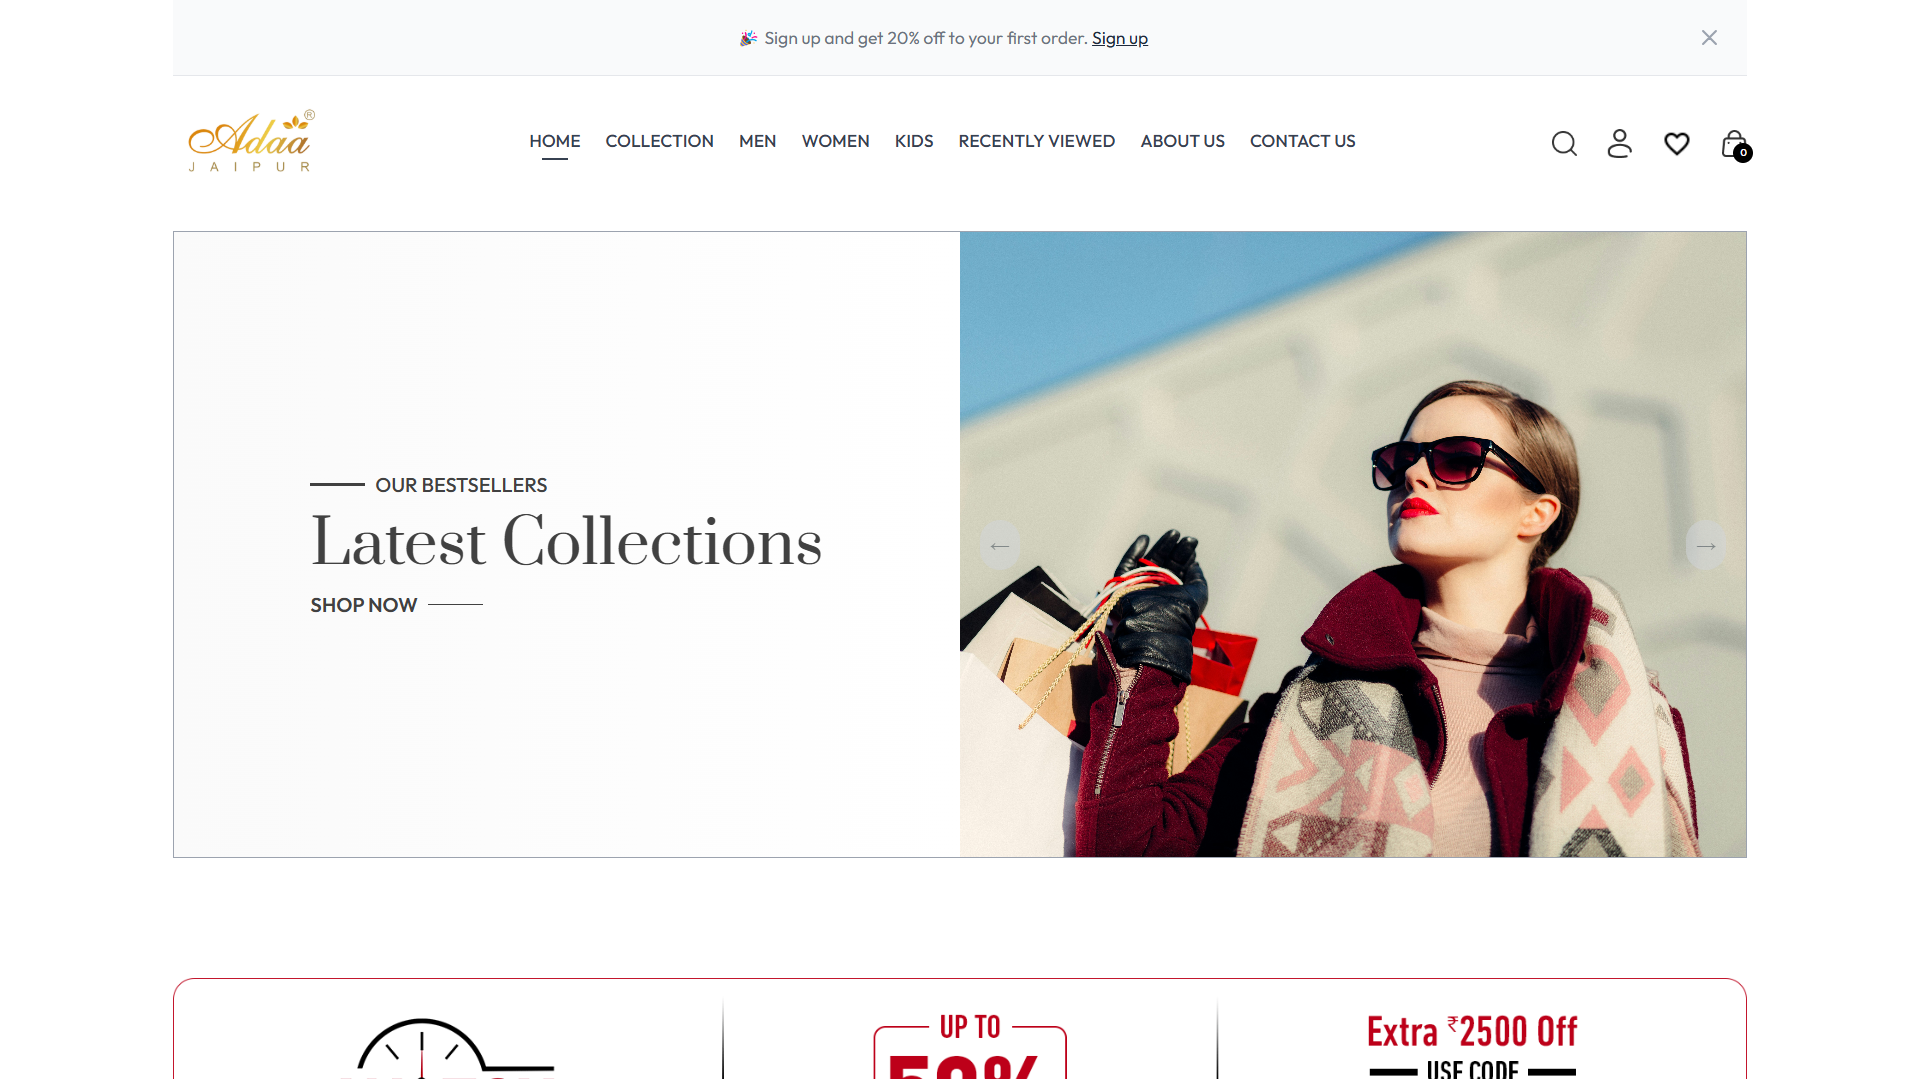 🎉 Sign up and get 20% off to your first order. Sign up
Adaa®
JAIPUR
HOME COLLECTION MEN WOMEN KIDS RECENTLY VIEWED ABOUT US CONTACT US
0
OUR BESTSELLERS
Latest Collections
SHOP NOW
←
→
UP TO
50%
Extra ₹2500 Off
USE CODE